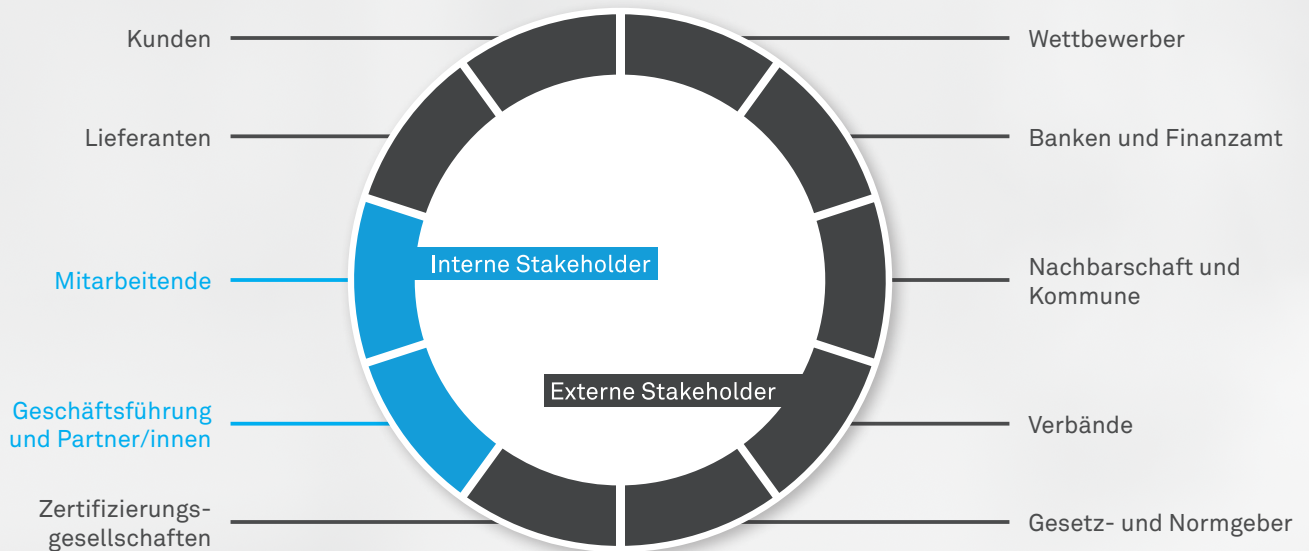 Kunden
Lieferanten
Mitarbeitende
Geschäftsführung
und Partner/innen
Zertifizierungs-
gesellschaften
Interne Stakeholder
Externe Stakeholder
Wettbewerber
Banken und Finanzamt
Nachbarschaft und
Kommune
Verbände
Gesetz- und Normgeber